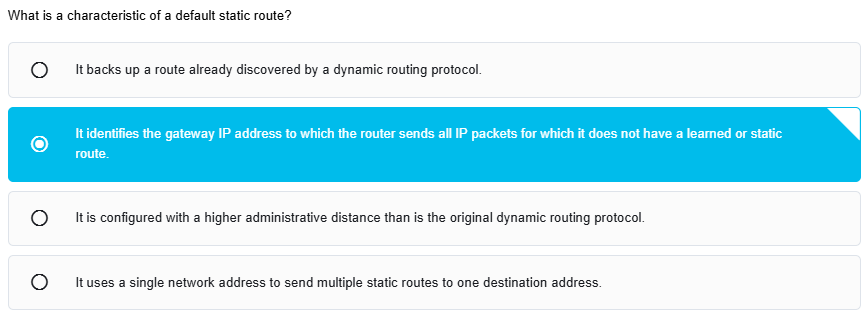 What is a characteristic of a default static route?
It backs up a route already discovered by a dynamic routing protocol.
It identifies the gateway IP address to which the router sends all IP packets for which it does not have a learned or static
route.
It is configured with a higher administrative distance than is the original dynamic routing protocol.
It uses a single network address to send multiple static routes to one destination address.